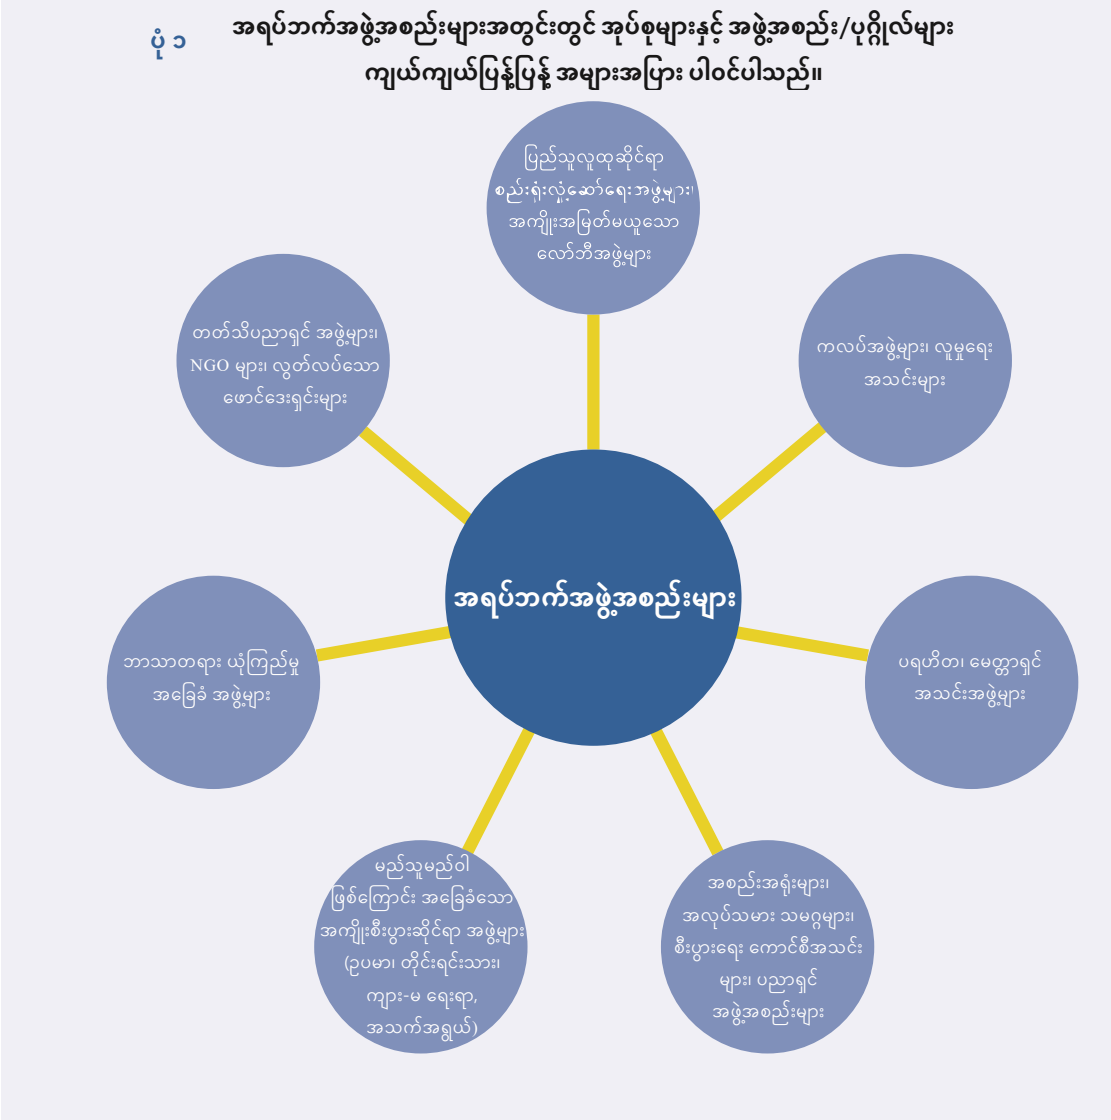 ပုံ ၁
အရပ်ဘက်အဖွဲ့အစည်းများအတွင်းတွင် အုပ်စုများနှင့် အဖွဲ့အစည်း/ပုဂ္ဂိုလ်များ
ကျယ်ကျယ်ပြန့်ပြန့် အများအပြား ပါဝင်ပါသည်။
ပြည်သူလူထုဆိုင်ရာ
စည်းရုံးလှုံ့ဆော်ရေးအဖွဲ့များ၊
အကျိုးအမြတ်မယူသော
လော်ဘီအဖွဲ့များ
တတ်သိပညာရှင် အဖွဲ့များ၊
NGO များ၊ လွတ်လပ်သော
ဖောင်ဒေးရှင်းများ
ကလပ်အဖွဲ့များ၊ လူမှုရေး
အသင်းများ
အရပ်ဘက်အဖွဲ့အစည်းများ
ဘာသာတရား ယုံကြည်မှု
အခြေခံ အဖွဲ့များ
ပရဟိတ၊ မေတ္တာရှင်
အသင်းအဖွဲ့များ
မည်သူမည်ဝါ
ဖြစ်ကြောင်း အခြေခံသော
အကျိုးစီးပွားဆိုင်ရာ အဖွဲ့များ
(ဥပမာ၊ တိုင်းရင်းသား၊
ကျား-မ ရေးရာ,
အသက်အရွယ်)
အစည်းအရုံးများ၊
အလုပ်သမား သမဂ္ဂများ၊
စီးပွားရေး ကောင်စီအသင်း
များ၊ ပညာရှင်
အဖွဲ့အစည်းများ